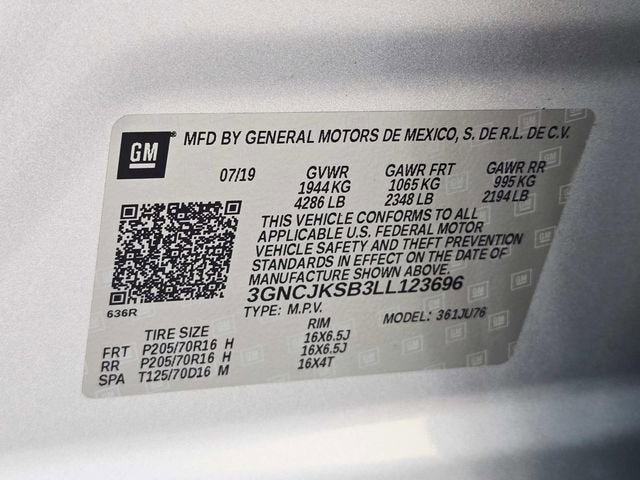 GM
MFD BY GENERAL MOTORS DE MEXICO, S. DE R.L. DE C.V.
07/19 GVWR GAWR FRT GAWR RR
1944 KG 1065 KG 995 KG
4286 LB 2348 LB 2194 LB
THIS VEHICLE CONFORMS TO ALL
APPLICABLE U.S. FEDERAL MOTOR
VEHICLE SAFETY AND THEFT PREVENTION
STANDARDS IN EFFECT ON THE DATE OF
MANUFACTURE SHOWN ABOVE.
3GNCJKSB3LL123696
636R
TYPE: M.P.V. MODEL: 361JU76
TIRE SIZE RIM
FRT P205/70R16 H 16X6.5J
RR P205/70R16 H 16X6.5J
SPA T125/70D16 M 16X4T